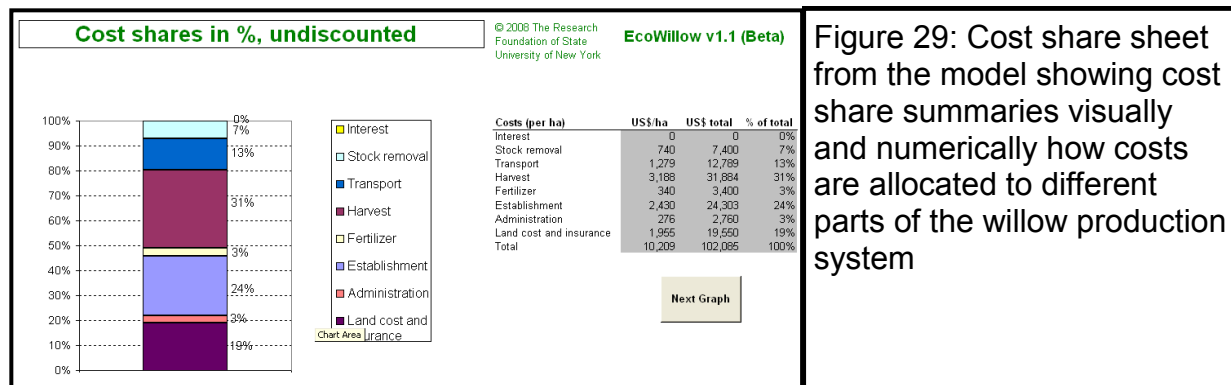 Cost shares in %, undiscounted
© 2008 The Research
Foundation of State
University of New York
EcoWillow v1.1 (Beta)
100%
90%
80%
70%
60%
50%
40%
30%
20%
10%
0%
0%
7%
13%
31%
3%
24%
3%
19%
Interest
Stock removal
Transport
Harvest
Fertilizer
Establishment
Administration
Land cost and
urance
Chart Area
Costs (per ha) US$/ha US$ total % of total
Interest 0 0 0%
Stock removal 740 7,400 7%
Transport 1,279 12,789 13%
Harvest 3,188 31,884 31%
Fertilizer 340 3,400 3%
Establishment 2,430 24,303 24%
Administration 276 2,760 3%
Land cost and insurance 1,955 19,550 19%
Total 10,209 102,085 100%
Next Graph
Figure 29: Cost share sheet
from the model showing cost
share summaries visually
and numerically how costs
are allocated to different
parts of the willow production
system